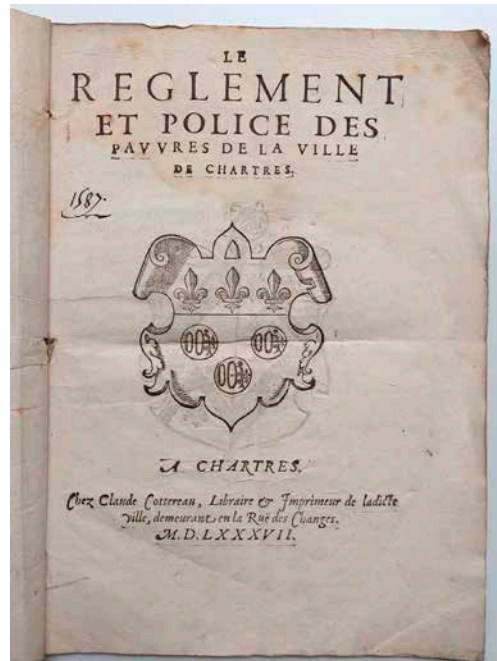 LE
REGLEMENT
ET POLICE DES
PAVVRES DE LA VILLE
DE CHARTRES.
1587.
A CHARTRES.
Chez Claude Cottereau, Libraire & Imprimeur de ladicte
ville, demeurant en la Ruë des Changes.
M.D.LXXXVII.